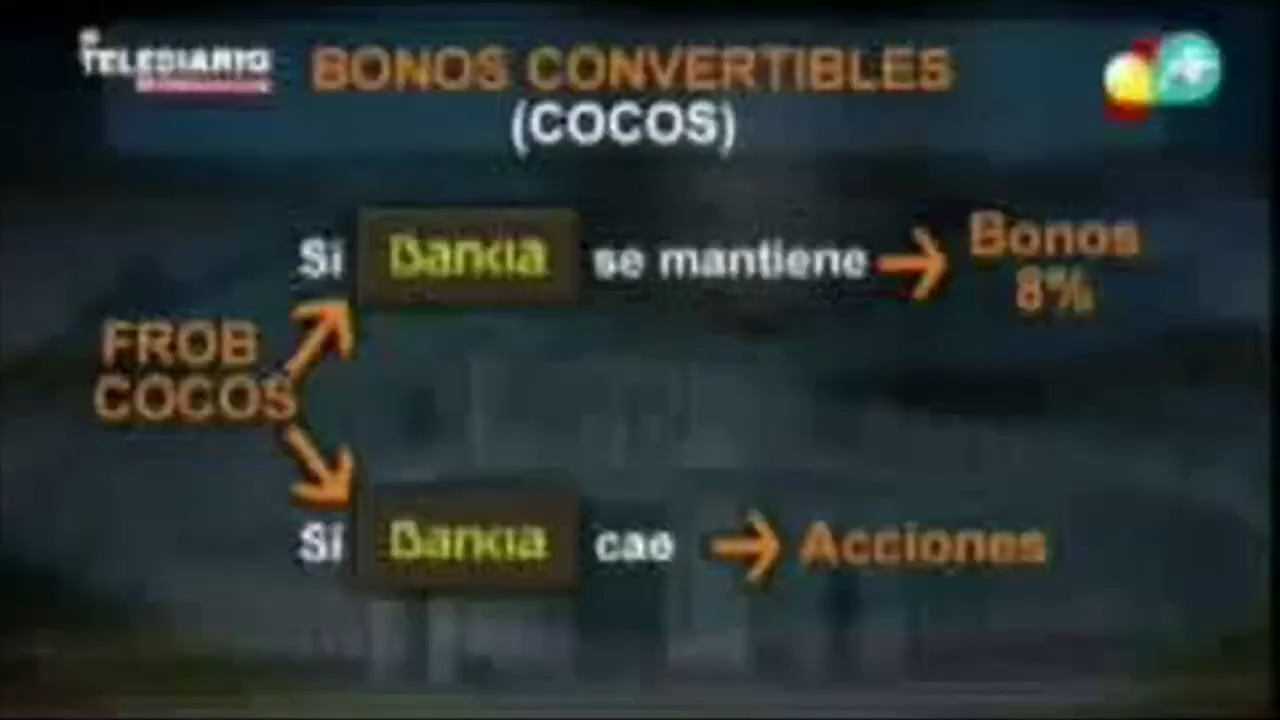 TELEDIARIO
BONOS CONVERTIBLES
(COCOS)
Si Bankia se mantiene → Bonos
8%
FROB
COCOS
Si Bankia cae → Acciones